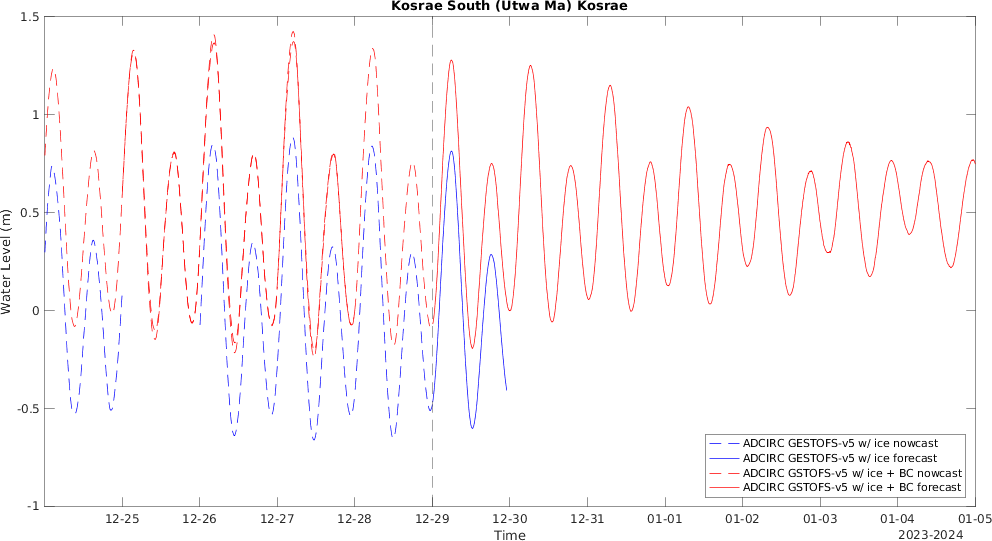 Kosrae South (Utwa Ma) Kosrae
1.5
1
0.5
0
-0.5
-1
Water Level (m)
12-25 12-26 12-27 12-28 12-29 12-30 12-31 01-01 01-02 01-03 01-04 01-05
Time
2023-2024
ADCIRC GESTOFS-v5 w/ ice nowcast
ADCIRC GESTOFS-v5 w/ ice forecast
ADCIRC GSTOFS-v5 w/ ice + BC nowcast
ADCIRC GSTOFS-v5 w/ ice + BC forecast